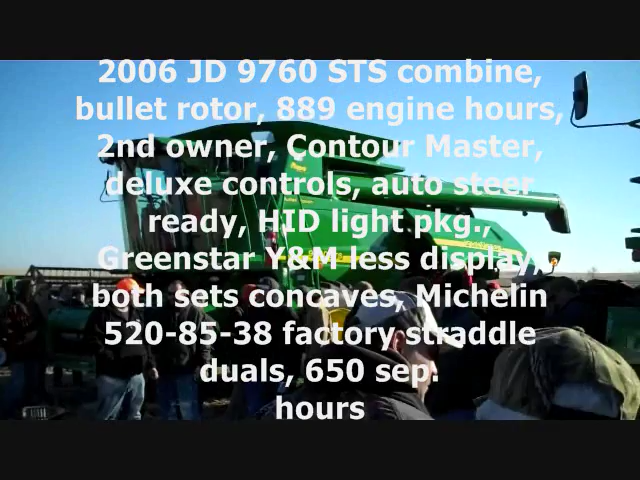 2006 JD 9760 STS combine,
bullet rotor, 889 engine hours,
2nd owner, Contour Master,
deluxe controls, auto steer
ready, HID light pkg.,
Greenstar Y&M less display,
both sets concaves, Michelin
520-85-38 factory straddle
duals, 650 sep.
hours